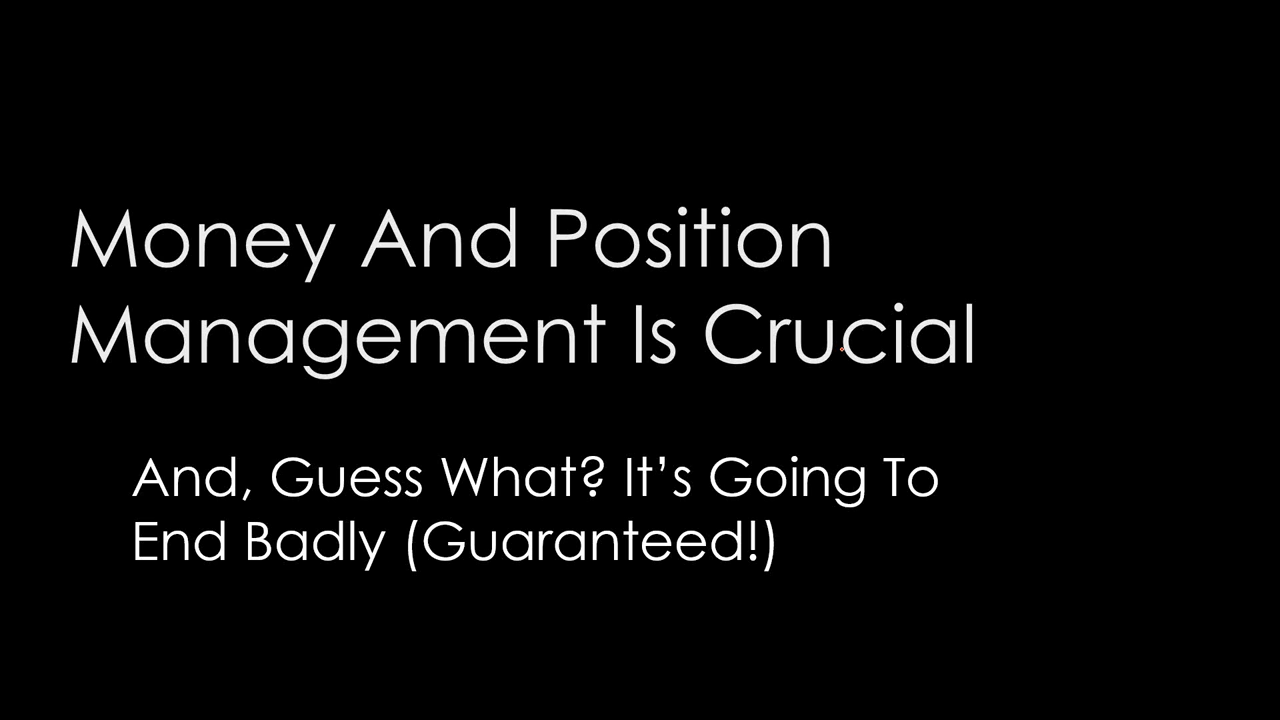 Money And Position
Management Is Crucial
And, Guess What? It’s Going To
End Badly (Guaranteed!)